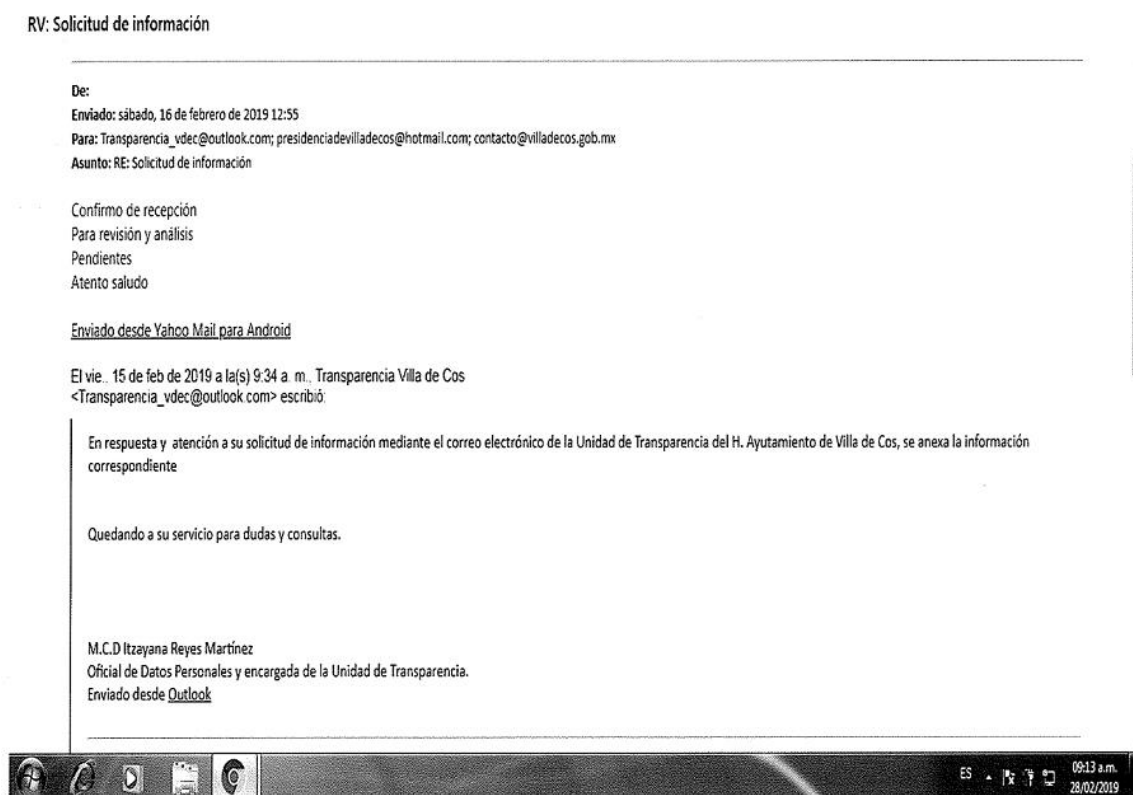 RV: Solicitud de información
De:
Enviado: sábado, 16 de febrero de 2019 12:55
Para: Transparencia_vdec@outlook.com; presidenciadevilladecos@hotmail.com; contacto@villadecos.gob.mx
Asunto: RE: Solicitud de información
Confirmo de recepción
Para revisión y análisis
Pendientes
Atento saludo
Enviado desde Yahoo Mail para Android
El vie., 15 de feb de 2019 a la(s) 9:34 a. m., Transparencia Villa de Cos
<Transparencia_vdec@outlook.com> escribió:
En respuesta y atención a su solicitud de información mediante el correo electrónico de la Unidad de Transparencia del H. Ayutamiento de Villa de Cos, se anexa la información
correspondiente
Quedando a su servicio para dudas y consultas.
M.C.D Itzayana Reyes Martínez
Oficial de Datos Personales y encargada de la Unidad de Transparencia.
Enviado desde Outlook
ES
09:13 a.m.
28/02/2019